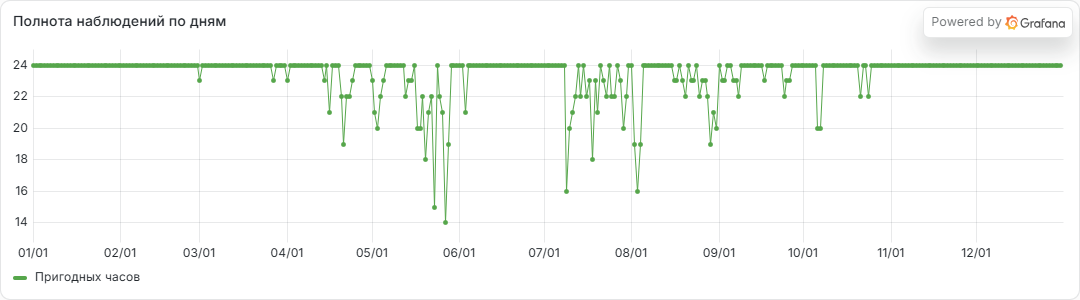 Полнота наблюдений по дням
Powered by Grafana
24
22
20
18
16
14
01/01 02/01 03/01 04/01 05/01 06/01 07/01 08/01 09/01 10/01 11/01 12/01
Пригодных часов